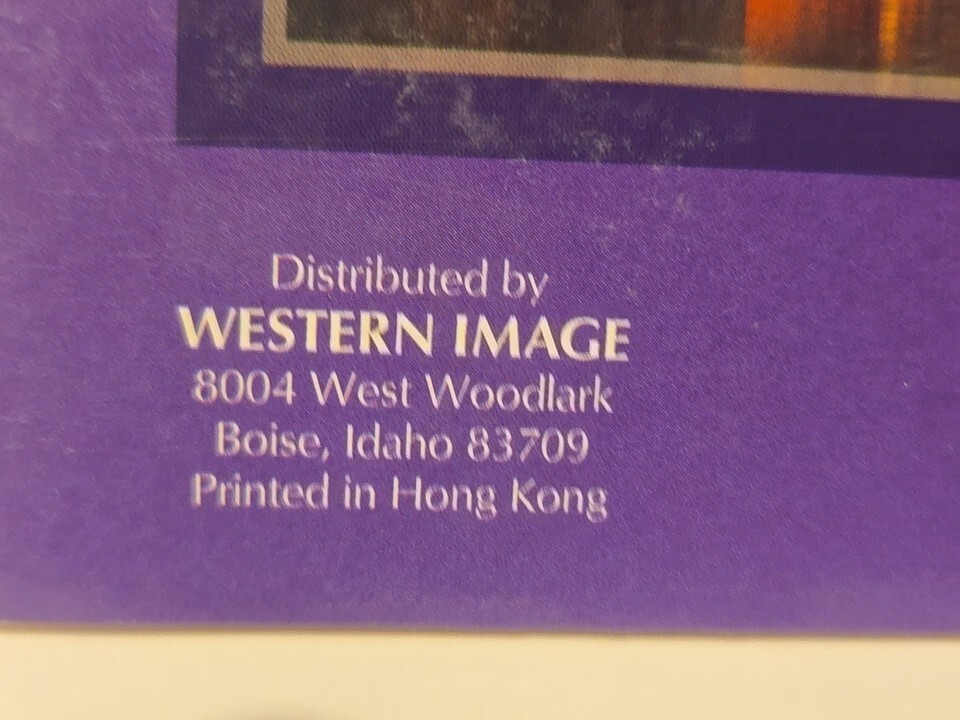 Distributed by
WESTERN IMAGE
8004 West Woodlark
Boise, Idaho 83709
Printed in Hong Kong